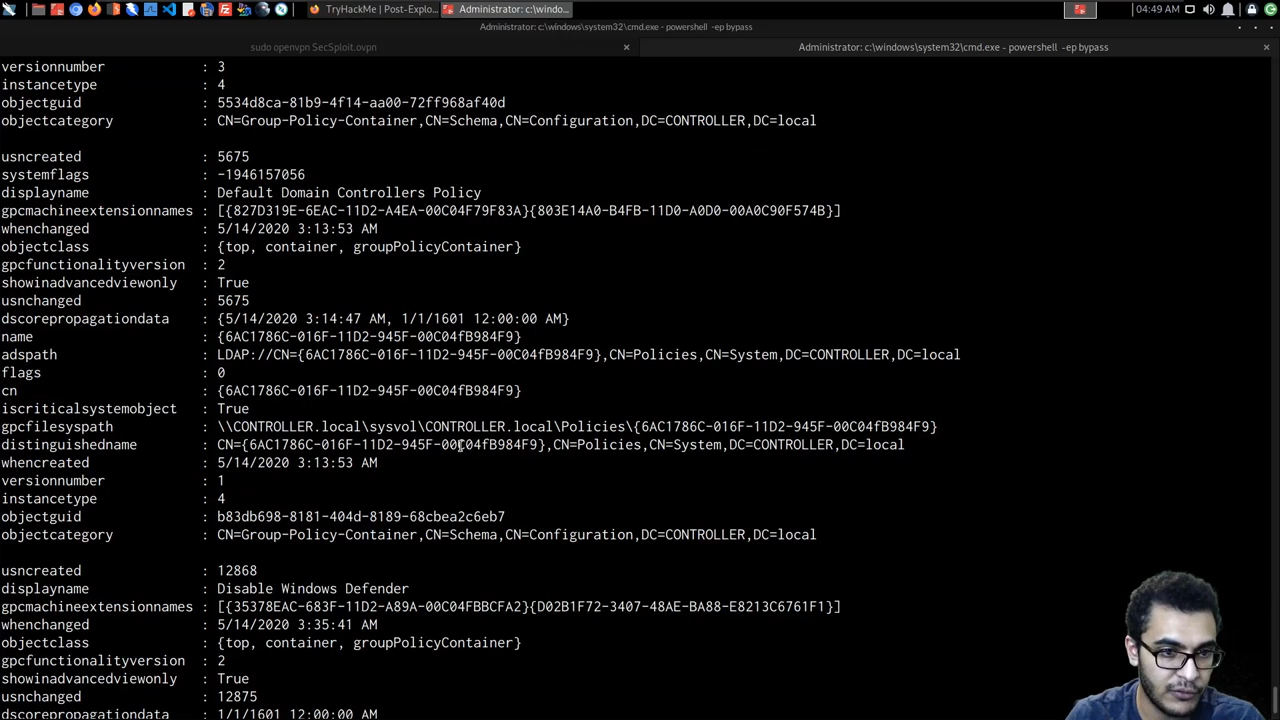 TryHackMe | Post-Explo...
Administrator: c:\windo...
04:49 AM
Administrator: c:\windows\system32\cmd.exe - powershell -ep bypass
sudo openvpn SecSploit.ovpn
Administrator: c:\windows\system32\cmd.exe - powershell -ep bypass
versionnumber : 3
instancetype : 4
objectguid : 5534d8ca-81b9-4f14-aa00-72ff968af40d
objectcategory : CN=Group-Policy-Container,CN=Schema,CN=Configuration,DC=CONTROLLER,DC=local
usncreated : 5675
systemflags : -1946157056
displayname : Default Domain Controllers Policy
gpcmachineextensionnames : [{827D319E-6EAC-11D2-A4EA-00C04F79F83A}{803E14A0-B4FB-11D0-A0D0-00A0C90F574B}]
whenchanged : 5/14/2020 3:13:53 AM
objectclass : {top, container, groupPolicyContainer}
gpcfunctionalityversion : 2
showinadvancedviewonly : True
usnchanged : 5675
dscorepropagationdata : {5/14/2020 3:14:47 AM, 1/1/1601 12:00:00 AM}
name : {6AC1786C-016F-11D2-945F-00C04fB984F9}
adspath : LDAP://CN={6AC1786C-016F-11D2-945F-00C04fB984F9},CN=Policies,CN=System,DC=CONTROLLER,DC=local
flags : 0
cn : {6AC1786C-016F-11D2-945F-00C04fB984F9}
iscriticalsystemobject : True
gpcfilesyspath : \\CONTROLLER.local\sysvol\CONTROLLER.local\Policies\{6AC1786C-016F-11D2-945F-00C04fB984F9}
distinguishedname : CN={6AC1786C-016F-11D2-945F-00C04fB984F9},CN=Policies,CN=System,DC=CONTROLLER,DC=local
whencreated : 5/14/2020 3:13:53 AM
versionnumber : 1
instancetype : 4
objectguid : b83db698-8181-404d-8189-68cbea2c6eb7
objectcategory : CN=Group-Policy-Container,CN=Schema,CN=Configuration,DC=CONTROLLER,DC=local
usncreated : 12868
displayname : Disable Windows Defender
gpcmachineextensionnames : [{35378EAC-683F-11D2-A89A-00C04FBBCFA2}{D02B1F72-3407-48AE-BA88-E8213C6761F1}]
whenchanged : 5/14/2020 3:35:41 AM
objectclass : {top, container, groupPolicyContainer}
gpcfunctionalityversion : 2
showinadvancedviewonly : True
usnchanged : 12875
dscorepropagationdata : 1/1/1601 12:00:00 AM